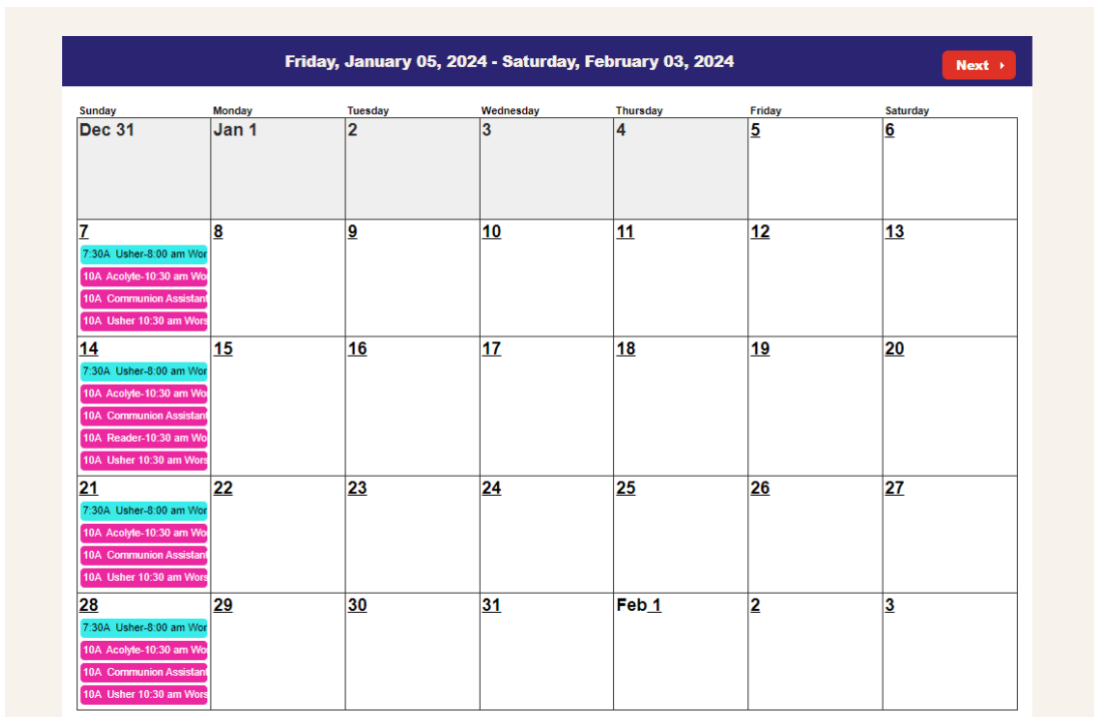 Friday, January 05, 2024 - Saturday, February 03, 2024
Next
Sunday Monday Tuesday Wednesday Thursday Friday Saturday
Dec 31 Jan 1 2 3 4 5 6
7 8 9 10 11 12 13
7:30A Usher-8:00 am Wor
10A Acolyte-10:30 am Wo
10A Communion Assistant
10A Usher 10:30 am Wors
14 15 16 17 18 19 20
7:30A Usher-8:00 am Wor
10A Acolyte-10:30 am Wo
10A Communion Assistant
10A Reader-10:30 am Wo
10A Usher 10:30 am Wors
21 22 23 24 25 26 27
7:30A Usher-8:00 am Wor
10A Acolyte-10:30 am Wo
10A Communion Assistant
10A Usher 10:30 am Wors
28 29 30 31 Feb 1 2 3
7:30A Usher-8:00 am Wor
10A Acolyte-10:30 am Wo
10A Communion Assistant
10A Usher 10:30 am Wors